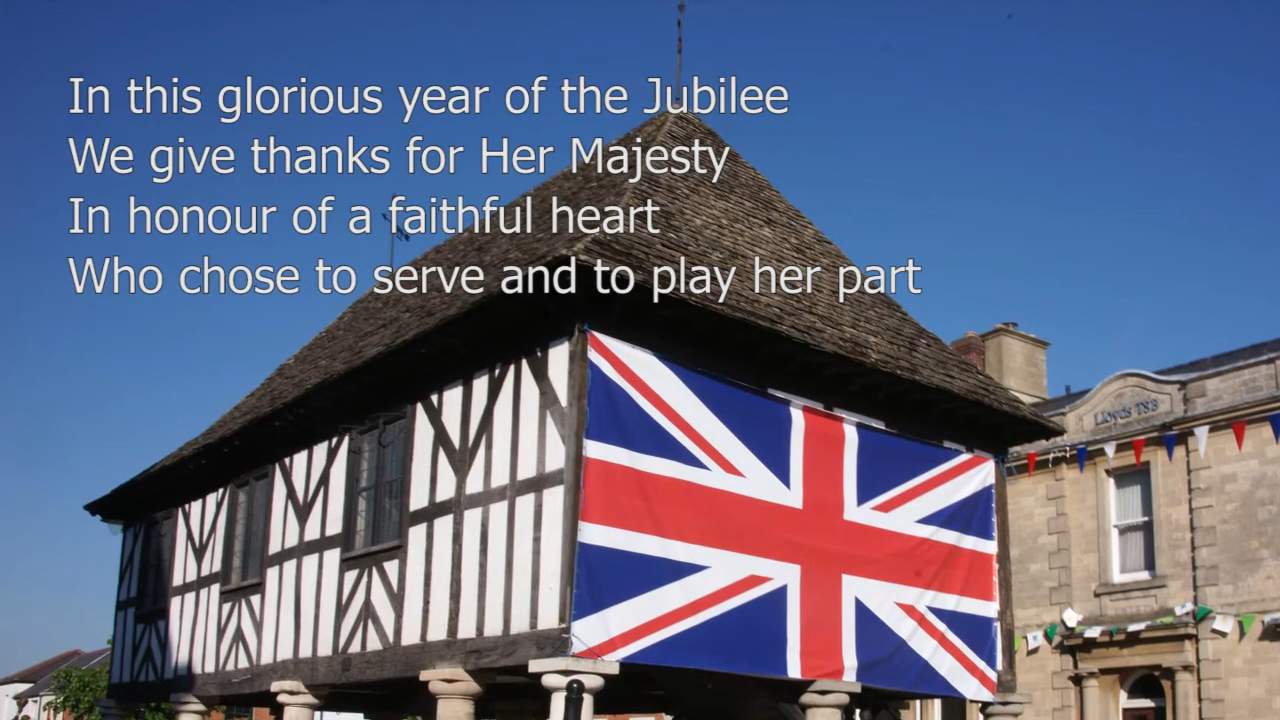 In this glorious year of the Jubilee
We give thanks for Her Majesty
In honour of a faithful heart
Who chose to serve and to play her part
Lloyds TSB